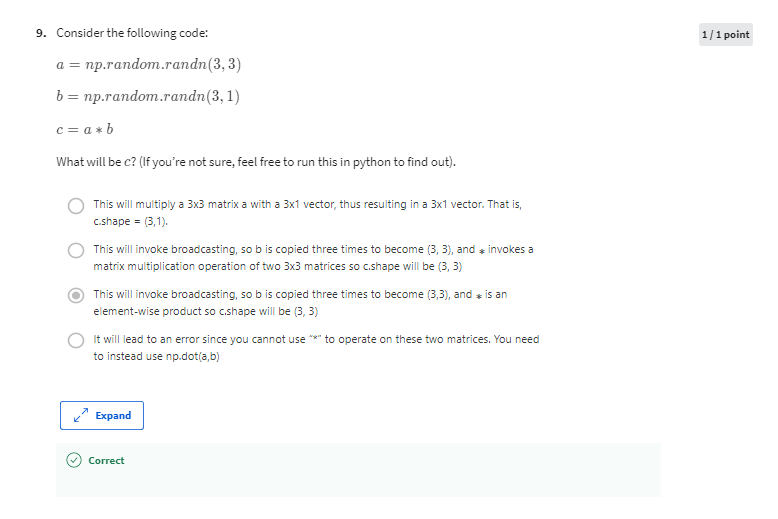 9. Consider the following code:
1 / 1 point
a = np.random.randn(3, 3)
b = np.random.randn(3, 1)
c = a * b
What will be c? (If you're not sure, feel free to run this in python to find out).
This will multiply a 3x3 matrix a with a 3x1 vector, thus resulting in a 3x1 vector. That is,
c.shape = (3,1).
This will invoke broadcasting, so b is copied three times to become (3, 3), and * invokes a
matrix multiplication operation of two 3x3 matrices so c.shape will be (3, 3)
This will invoke broadcasting, so b is copied three times to become (3,3), and * is an
element-wise product so c.shape will be (3, 3)
It will lead to an error since you cannot use "*" to operate on these two matrices. You need
to instead use np.dot(a,b)
Expand
Correct